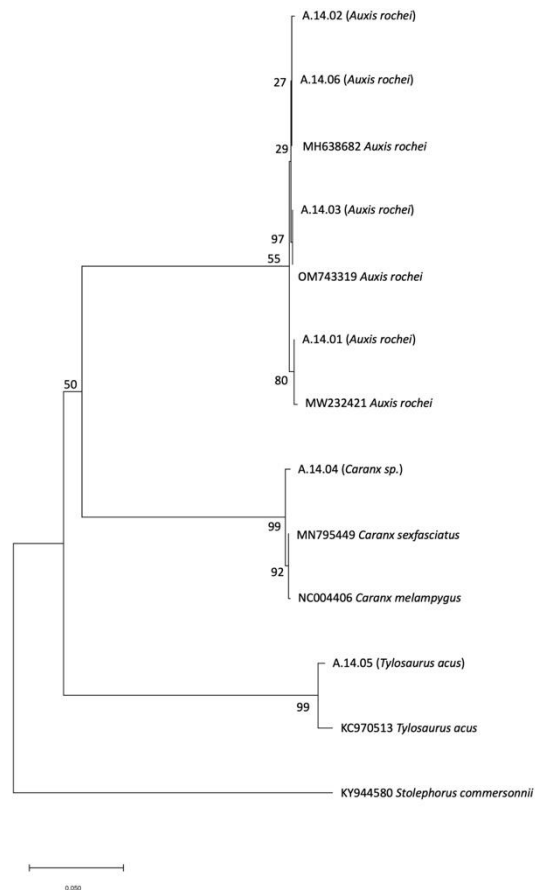 A.14.02 (Auxis rochei)
27
A.14.06 (Auxis rochei)
29
MH638682 Auxis rochei
A.14.03 (Auxis rochei)
97
55
OM743319 Auxis rochei
A.14.01 (Auxis rochei)
80
MW232421 Auxis rochei
50
A.14.04 (Caranx sp.)
99
MN795449 Caranx sexfasciatus
92
NC004406 Caranx melampygus
A.14.05 (Tylosaurus acus)
99
KC970513 Tylosaurus acus
KY944580 Stolephorus commersonnii
0.050